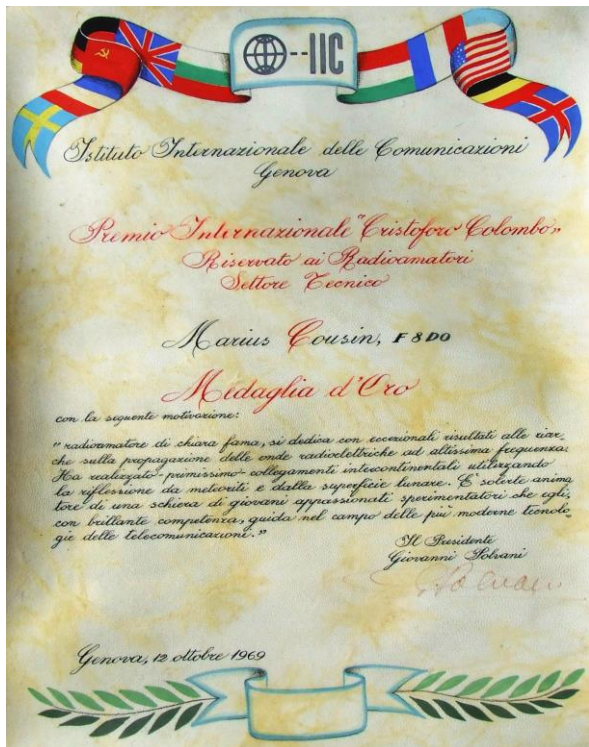 IIC
Istituto Internazionale delle Comunicazioni
Genova
Premio Internazionale "Cristoforo Colombo"
Riservato ai Radioamatori
Settore Tecnico
Marius Cousin, F8DO
Medaglia d'Oro
con la seguente motivazione:
"radioamatore di chiara fama, si dedica con eccezionali risultati alle ricer-
che sulla propagazione delle onde radioelettriche ad altissima frequenza.
Ha realizzato primissimo collegamenti intercontinentali utilizzando
la riflessione da meteoriti e dalla superficie lunare. È solerte anima
tore di una schiera di giovani appassionati sperimentatori che egli,
con brillante competenza, guida nel campo delle più moderne tecnolo-
gie delle telecomunicazioni."
Il Presidente
Giovanni Polvani
Genova, 12 ottobre 1969